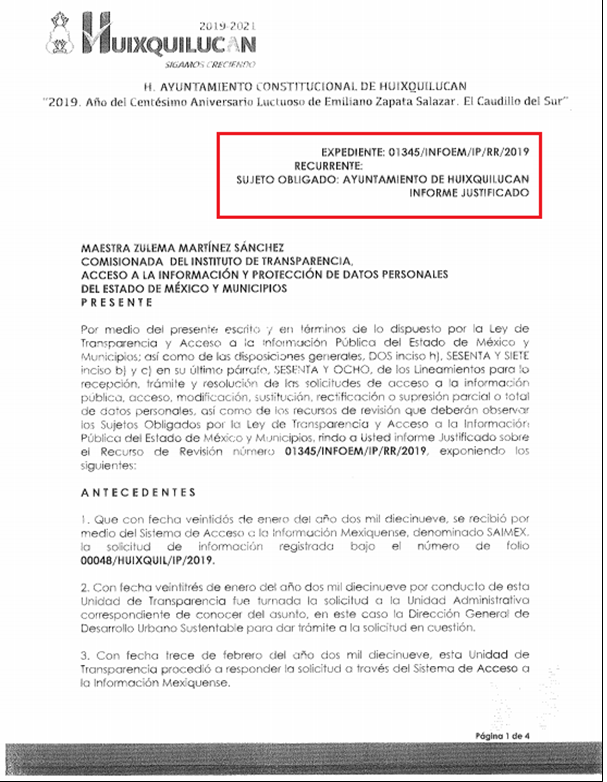 2019-2021
HUIXQUILUCAN
SIGAMOS CRECIENDO
H. AYUNTAMIENTO CONSTITUCIONAL DE HUIXQUILUCAN
"2019. Año del Centésimo Aniversario Luctuoso de Emiliano Zapata Salazar. El Caudillo del Sur"
EXPEDIENTE: 01345/INFOEM/IP/RR/2019
RECURRENTE:
SUJETO OBLIGADO: AYUNTAMIENTO DE HUIXQUILUCAN
INFORME JUSTIFICADO
MAESTRA ZULEMA MARTÍNEZ SÁNCHEZ
COMISIONADA DEL INSTITUTO DE TRANSPARENCIA,
ACCESO A LA INFORMACIÓN Y PROTECCIÓN DE DATOS PERSONALES
DEL ESTADO DE MÉXICO Y MUNICIPIOS
P R E S E N T E
Por medio del presente escrito y en términos de lo dispuesto por la Ley de
Transparencia y Acceso a la Información Pública del Estado de México y
Municipios; así como de las disposiciones generales, DOS inciso h), SESENTA Y SIETE
inciso b) y c) en su último párrafo, SESENTA Y OCHO, de los Lineamientos para la
recepción, trámite y resolución de las solicitudes de acceso a la información
pública, acceso, modificación, sustitución, rectificación o supresión parcial o total
de datos personales, así como de los recursos de revisión que deberán observar
los Sujetos Obligados por la Ley de Transparencia y Acceso a la Información
Pública del Estado de México y Municipios, rindo a Usted informe Justificado sobre
el Recurso de Revisión número 01345/INFOEM/IP/RR/2019, exponiendo los
siguientes:
A N T E C E D E N T E S
1. Que con fecha veintidós de enero del año dos mil diecinueve, se recibió por
medio del Sistema de Acceso a la Información Mexiquense, denominado SAIMEX,
la solicitud de información registrada bajo el número de folio
00048/HUIXQUIL/IP/2019.
2. Con fecha veintitrés de enero del año dos mil diecinueve por conducto de esta
Unidad de Transparencia fue turnada la solicitud a la Unidad Administrativa
correspondiente de conocer del asunto, en este caso la Dirección General de
Desarrollo Urbano Sustentable para dar trámite a la solicitud en cuestión.
3. Con fecha trece de febrero del año dos mil diecinueve, esta Unidad de
Transparencia procedió a responder la solicitud a través del Sistema de Acceso a
la Información Mexiquense.
Página 1 de 4